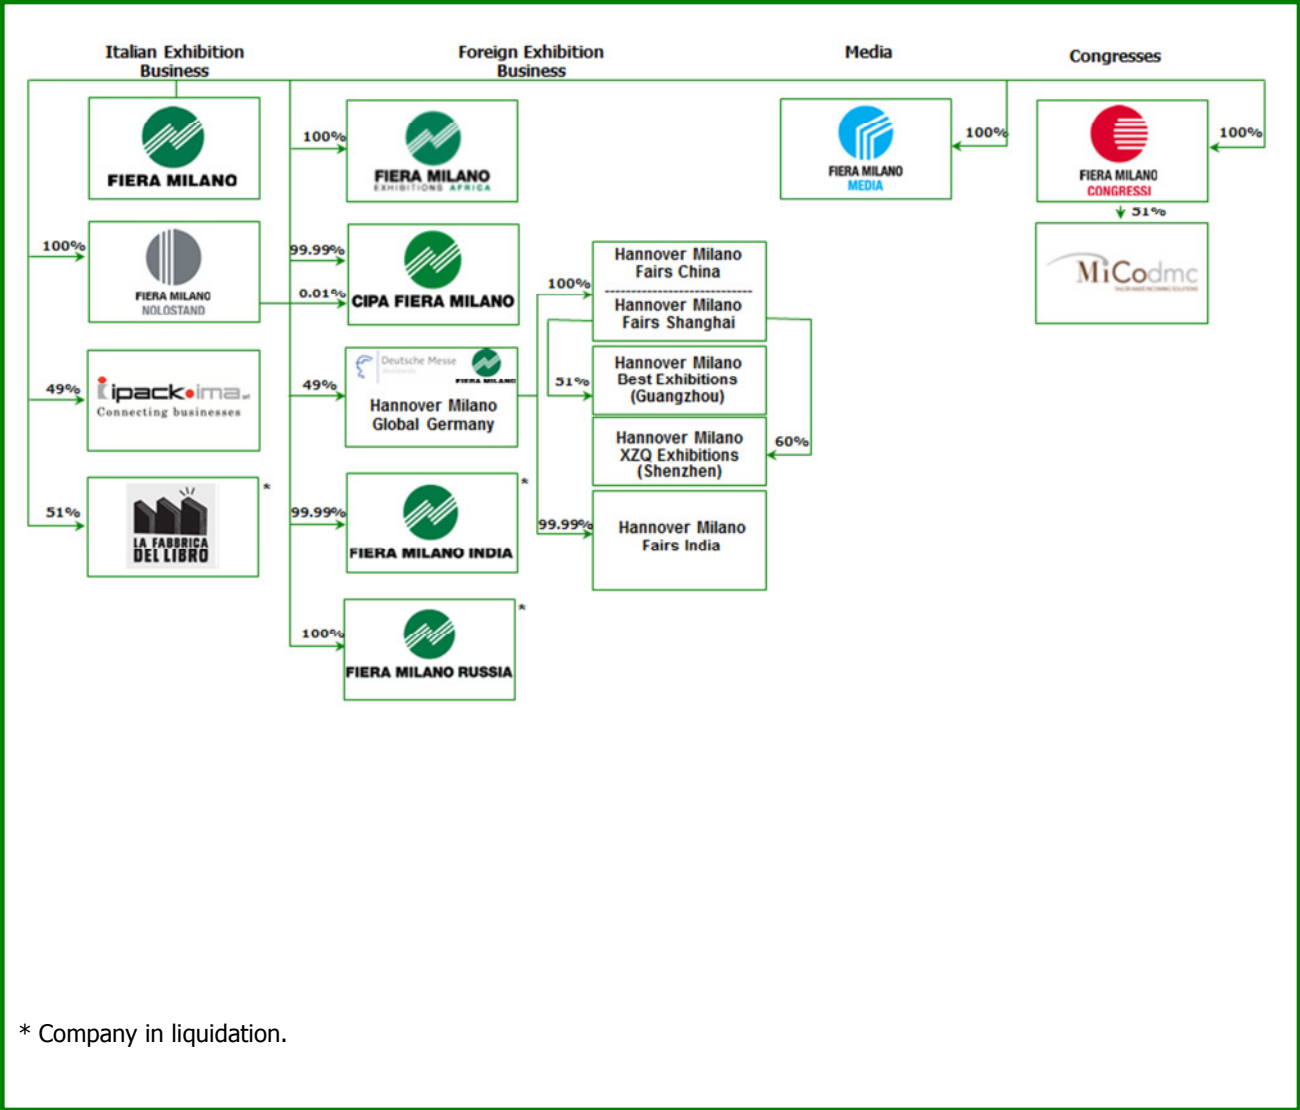 Italian Exhibition
Business
Foreign Exhibition
Business
Media
Congresses
FIERA MILANO
100%
FIERA MILANO
EXHIBITIONS AFRICA
100%
FIERA MILANO
MEDIA
100%
FIERA MILANO
CONGRESSI
51%
MiCodmc
100%
FIERA MILANO
NOLOSTAND
99.99%
0.01%
CIPA FIERA MILANO
49%
ipack-ima srl
Connecting businesses
49%
Deutsche Messe
Worldwide
FIERA MILANO
Hannover Milano
Global Germany
100%
Hannover Milano
Fairs China
Hannover Milano
Fairs Shanghai
51%
Hannover Milano
Best Exhibitions
(Guangzhou)
60%
Hannover Milano
XZQ Exhibitions
(Shenzhen)
99.99%
Hannover Milano
Fairs India
51%
LA FABBRICA
DEL LIBRO
*
99.99%
FIERA MILANO INDIA
*
100%
FIERA MILANO RUSSIA
*
* Company in liquidation.